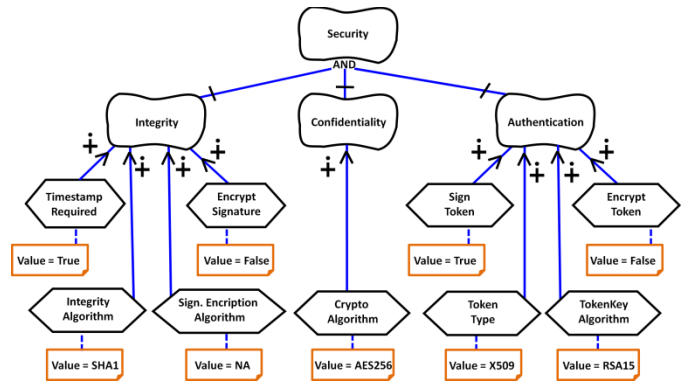 Security
AND
Integrity
Confidentiality
Authentication
Timestamp
Required
Encrypt
Signature
Sign
Token
Encrypt
Token
Value = True
Value = False
Value = True
Value = False
Integrity
Algorithm
Sign. Encription
Algorithm
Crypto
Algorithm
Token
Type
TokenKey
Algorithm
Value = SHA1
Value = NA
Value = AES256
Value = X509
Value = RSA15